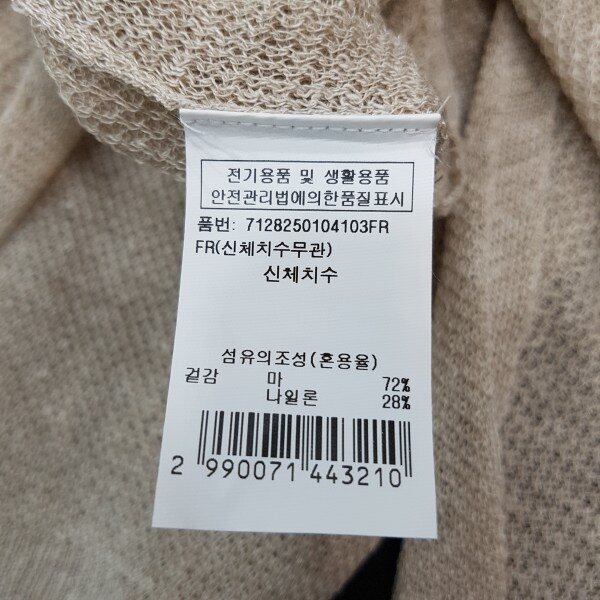 전기용품 및 생활용품
안전관리법에의한품질표시
품번: 7128250104103FR
FR(신체치수무관)
신체치수
섬유의조성(혼용율)
겉감 마 72%
나일론 28%
2 990071 443210